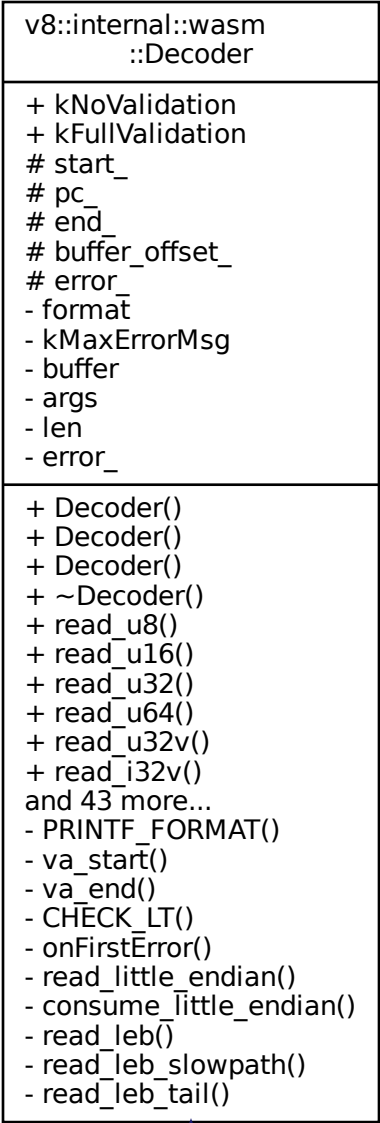 v8::internal::wasm
::Decoder
+ kNoValidation
+ kFullValidation
# start_
# pc_
# end_
# buffer_offset_
# error_
- format
- kMaxErrorMsg
- buffer
- args
- len
- error_
+ Decoder()
+ Decoder()
+ Decoder()
+ ~Decoder()
+ read_u8()
+ read_u16()
+ read_u32()
+ read_u64()
+ read_u32v()
+ read_i32v()
and 43 more...
- PRINTF_FORMAT()
- va_start()
- va_end()
- CHECK_LT()
- onFirstError()
- read_little_endian()
- consume_little_endian()
- read_leb()
- read_leb_slowpath()
- read_leb_tail()